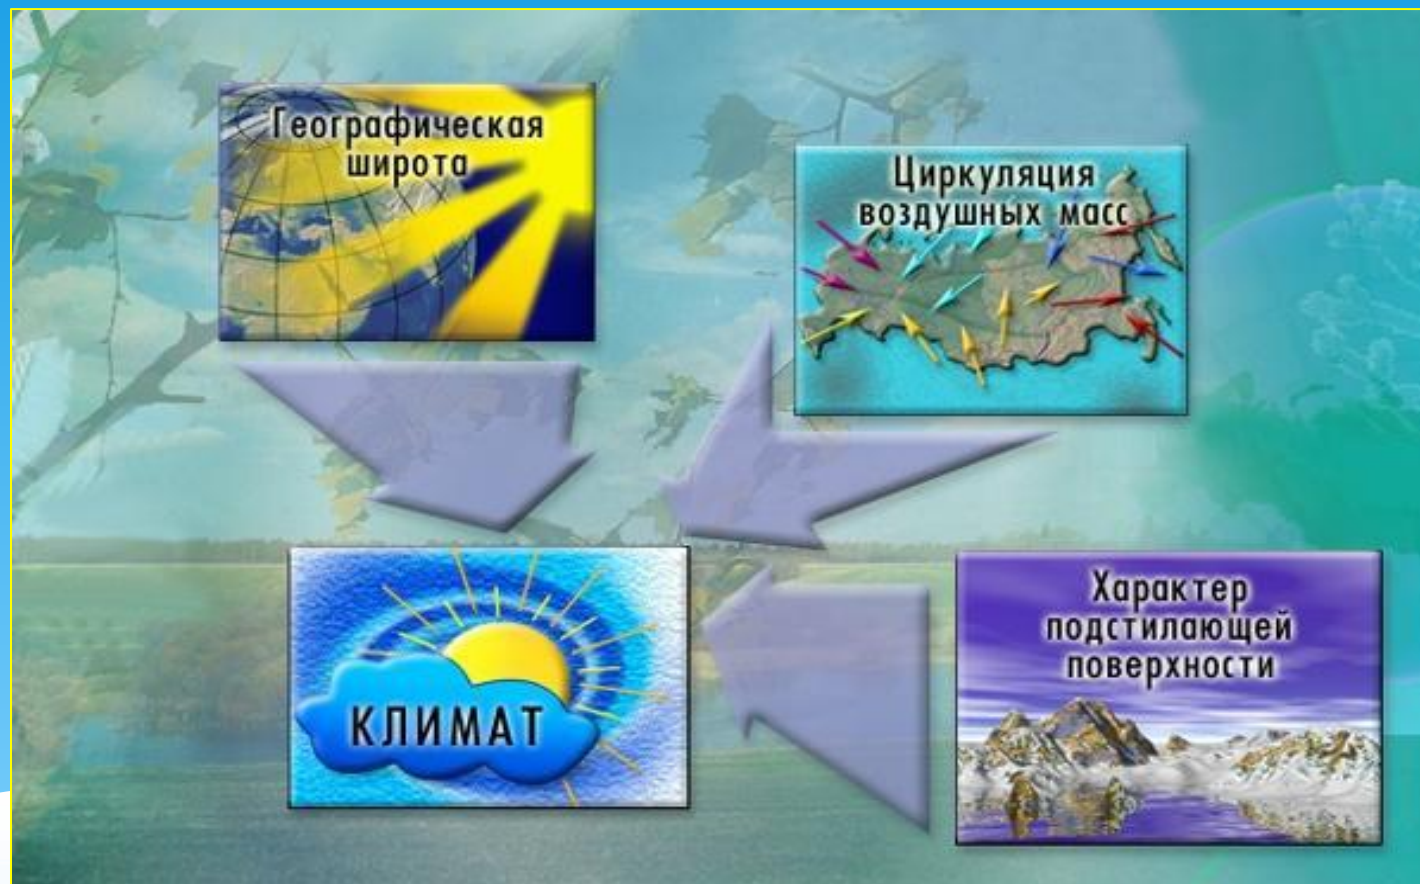 Географическая
широта
Циркуляция
воздушных масс
КЛИМАТ
Характер
подстилающей
поверхности